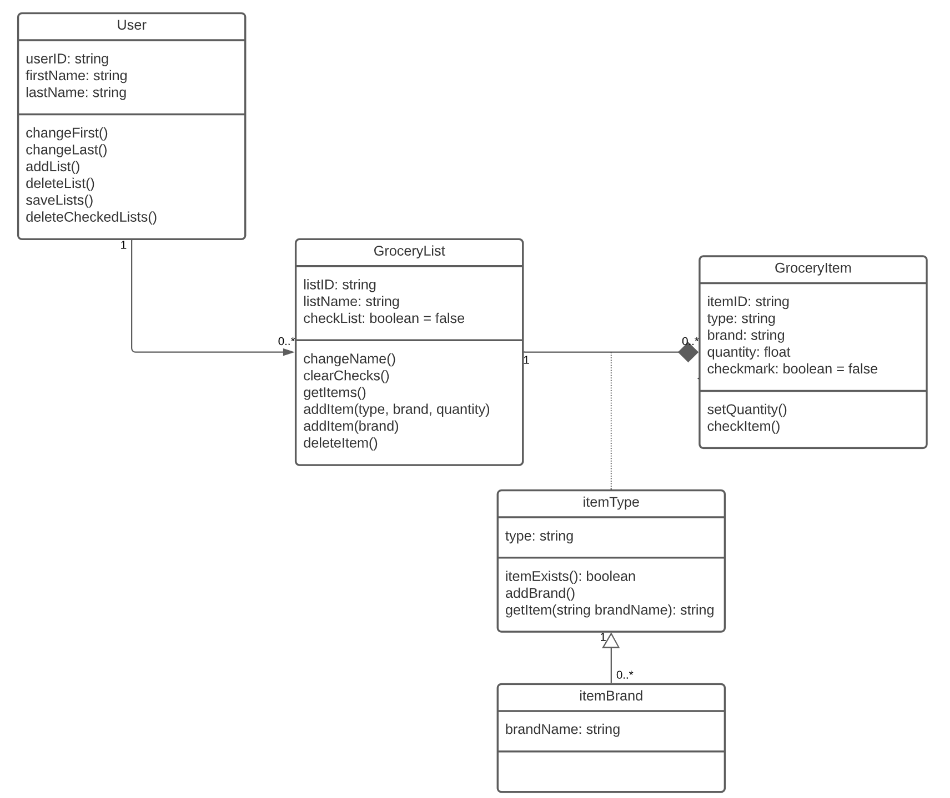 User
userID: string
firstName: string
lastName: string
changeFirst()
changeLast()
addList()
deleteList()
saveLists()
deleteCheckedLists()
1
0..*
GroceryList
listID: string
listName: string
checkList: boolean = false
changeName()
clearChecks()
getItems()
addItem(type, brand, quantity)
addItem(brand)
deleteItem()
1
0..*
GroceryItem
itemID: string
type: string
brand: string
quantity: float
checkmark: boolean = false
setQuantity()
checkItem()
itemType
type: string
itemExists(): boolean
addBrand()
getItem(string brandName): string
1
0..*
itemBrand
brandName: string